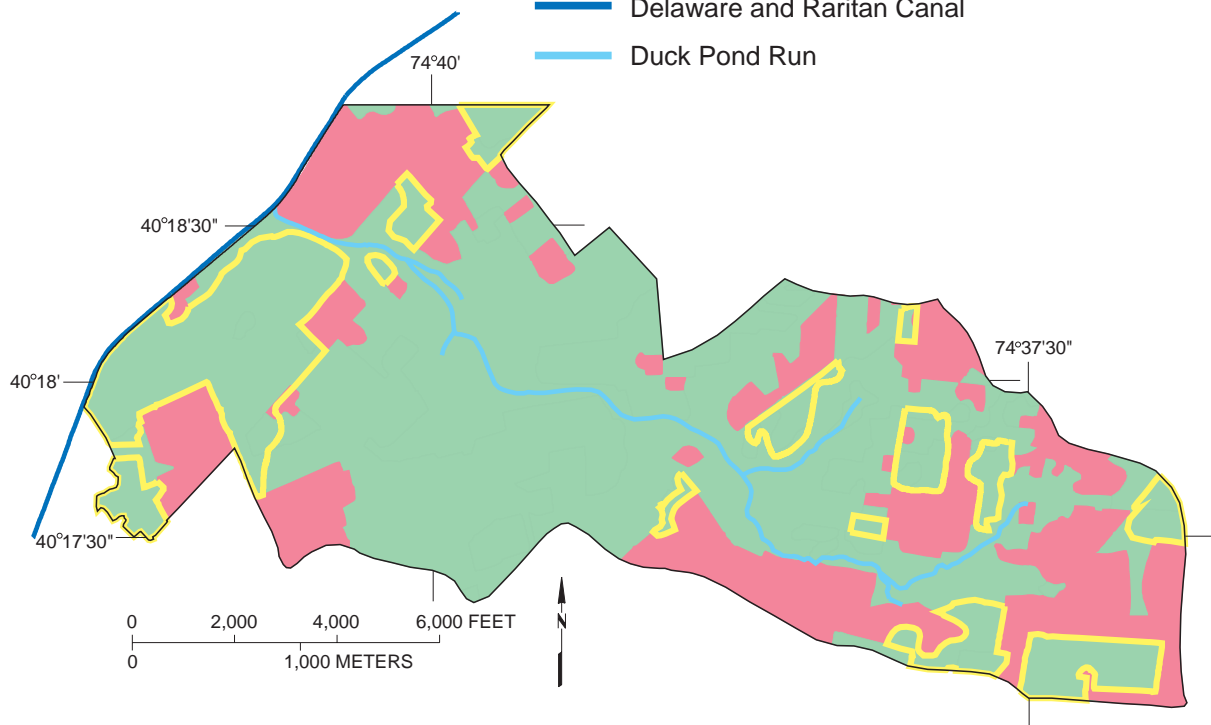 Delaware and Raritan Canal
Duck Pond Run
74°40'
40°18'30"
74°37'30"
40°18'
40°17'30"
0 2,000 4,000 6,000 FEET
N
0 1,000 METERS